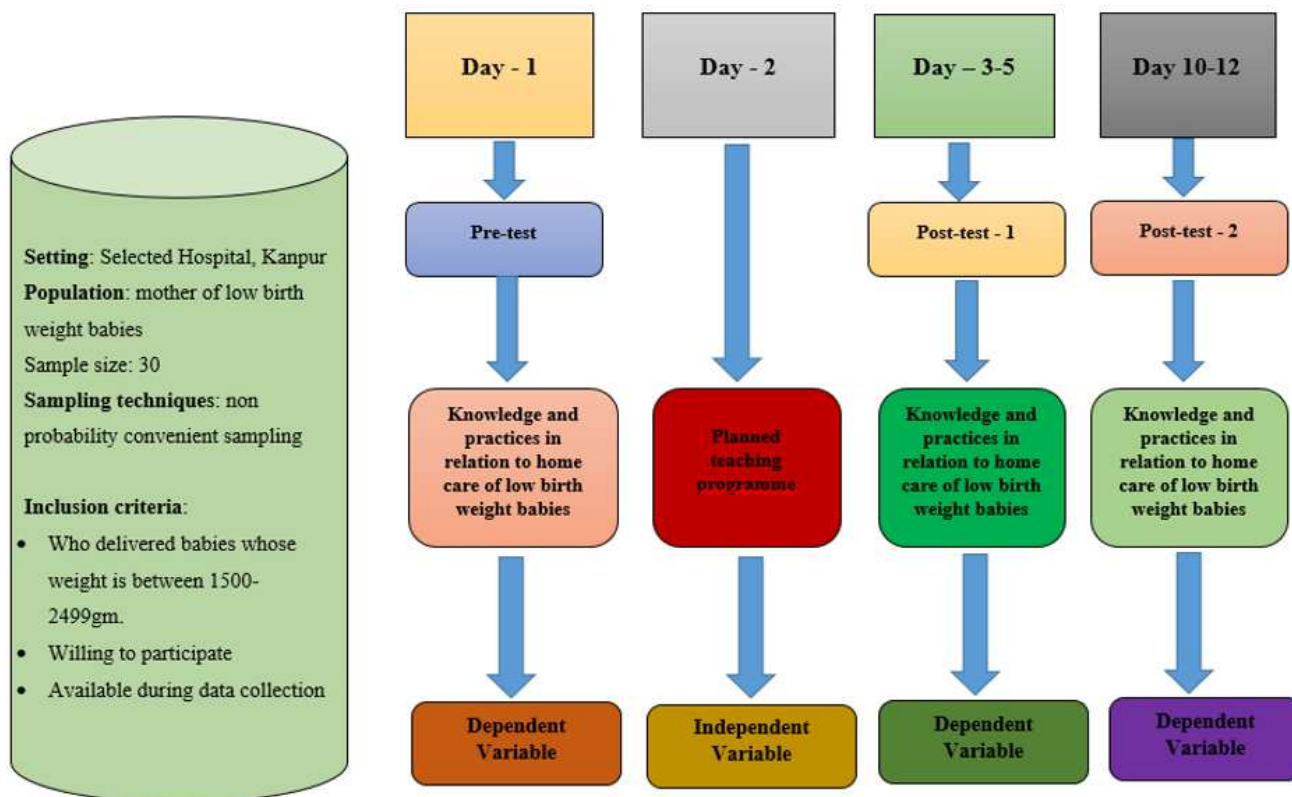 Setting: Selected Hospital, Kanpur
Population: mother of low birth
weight babies
Sample size: 30
Sampling techniques: non
probability convenient sampling
Inclusion criteria:
• Who delivered babies whose
weight is between 1500-
2499gm.
• Willing to participate
• Available during data collection
Day - 1
Pre-test
Knowledge and
practices in
relation to home
care of low birth
weight babies
Dependent
Variable
Day - 2
Planned
teaching
programme
Independent
Variable
Day – 3-5
Post-test - 1
Knowledge and
practices in
relation to home
care of low birth
weight babies
Dependent
Variable
Day 10-12
Post-test - 2
Knowledge and
practices in
relation to home
care of low birth
weight babies
Dependent
Variable